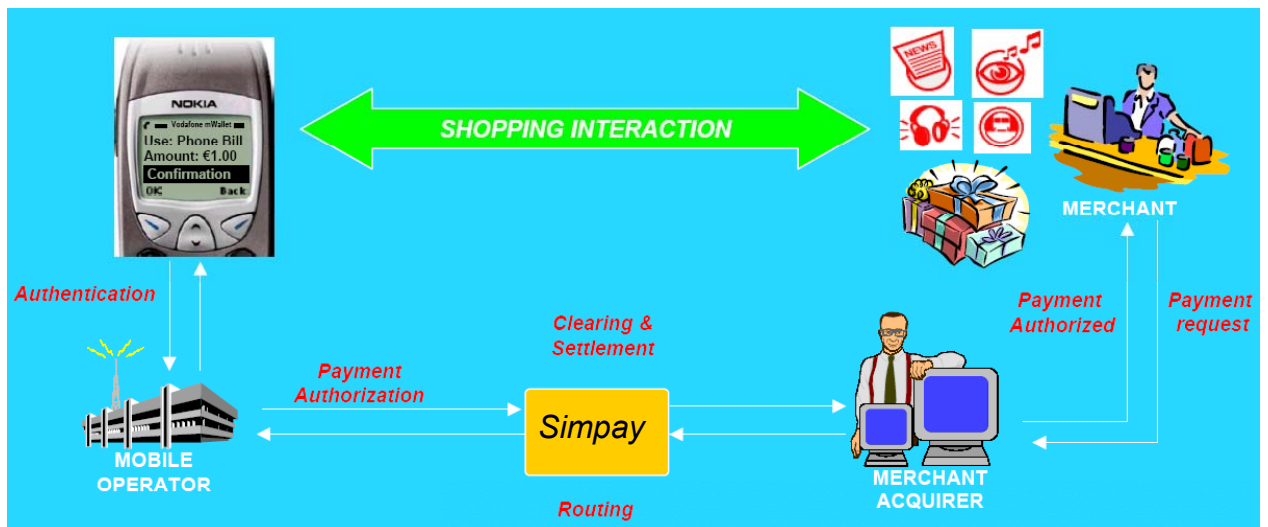 NOKIA
Vodafone mWallet
Use: Phone Bill
Amount: €1.00
Confirmation
OK Back
SHOPPING INTERACTION
NEWS
MERCHANT
Authentication
Payment
Authorized
Payment
request
Clearing &
Settlement
Payment
Authorization
Simpay
MOBILE
OPERATOR
MERCHANT
ACQUIRER
Routing